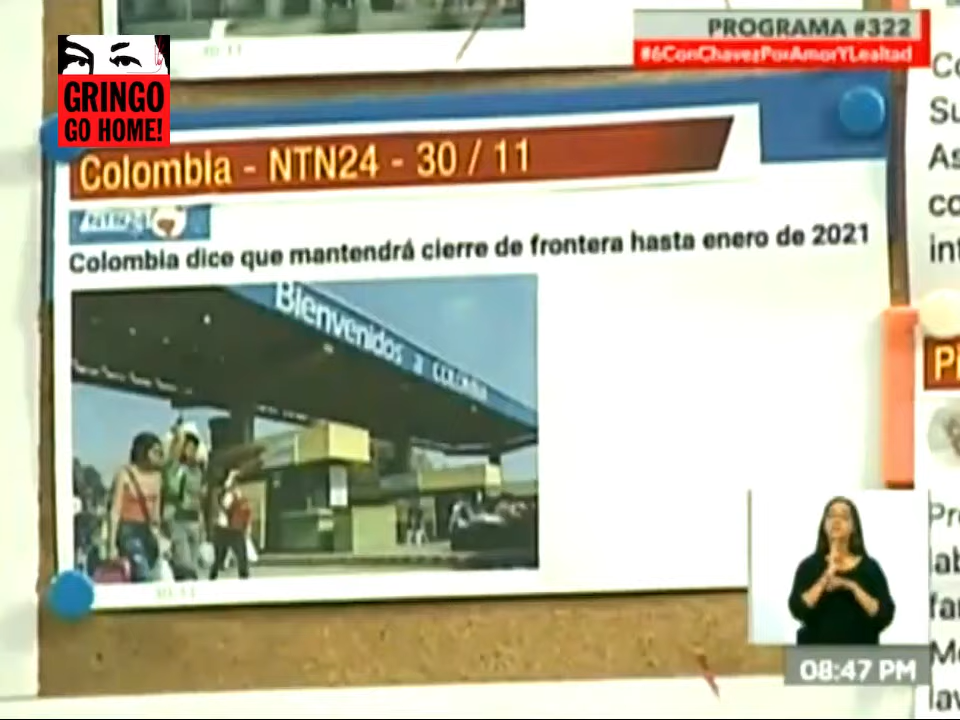 PROGRAMA #322
#6ConChavezPorAmorYLealtad
GRINGO
GO HOME!
Colombia - NTN24 - 30 / 11
Colombia dice que mantendrá cierre de frontera hasta enero de 2021
Bienvenidos a COLOMBIA
08:47 PM